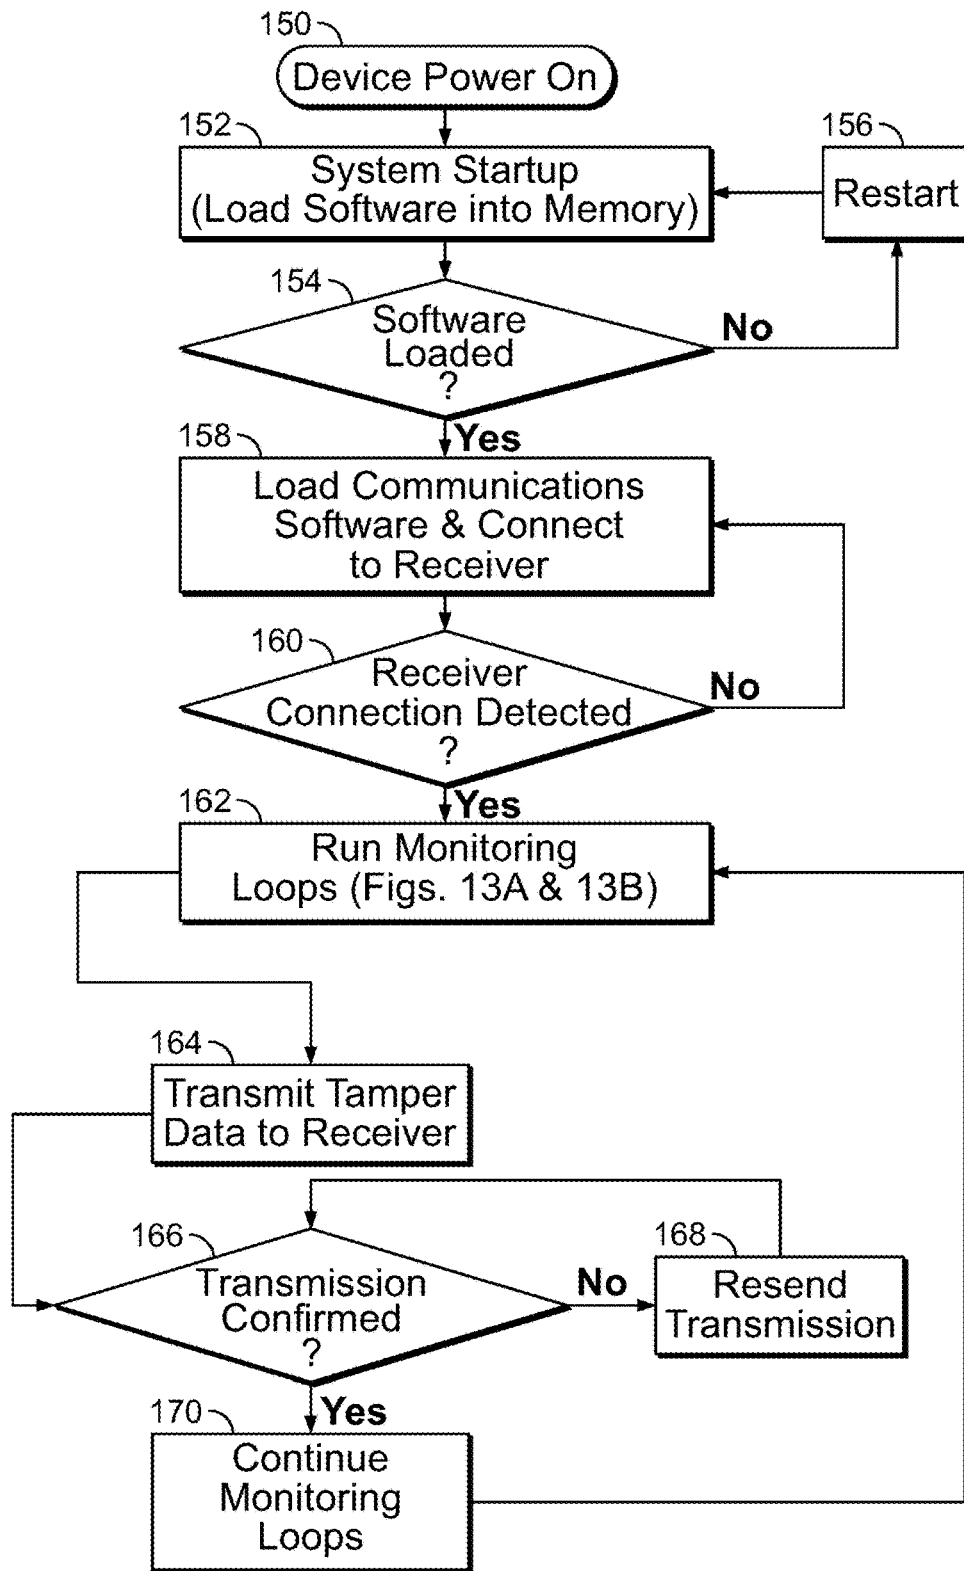 150
Device Power On
152
System Startup
(Load Software into Memory)
156
Restart
154
Software
Loaded
?
No
Yes
158
Load Communications
Software & Connect
to Receiver
160
Receiver
Connection Detected
?
No
Yes
162
Run Monitoring
Loops (Figs. 13A & 13B)
164
Transmit Tamper
Data to Receiver
166
Transmission
Confirmed
?
No
168
Resend
Transmission
Yes
170
Continue
Monitoring
Loops